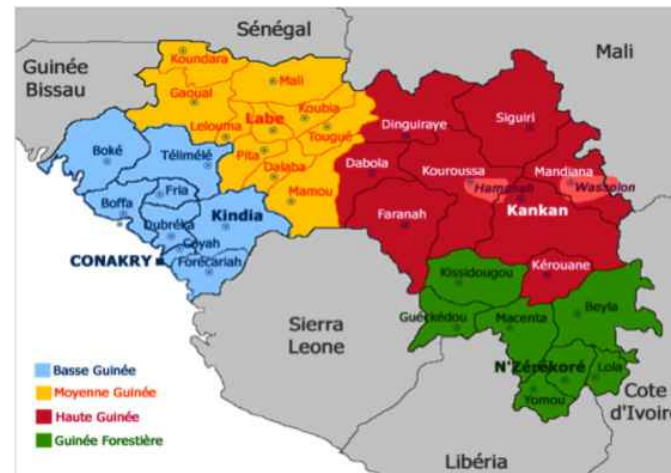 Sénégal
Guinée
Bissau
Mali
Koundara
Mali
Gaoual
Koubia
Labe
Lelouma
Tougué
Pita
Dalaba
Mamou
Boké
Télimélé
Fria
Boffa
Kindia
Dubréka
Coyah
CONAKRY
Forécariah
Dinguiraye
Siguiri
Dabola
Kouroussa
Mandiana
Hamanah
Wassolon
Kankan
Faranah
Kérouane
Kissidougou
Beyla
Guéckédou
Macenta
N'Zérékoré
Lola
Yomou
Sierra
Leone
Cote
d'Ivoire
Libéria
Basse Guinée
Moyenne Guinée
Haute Guinée
Guinée Forestière